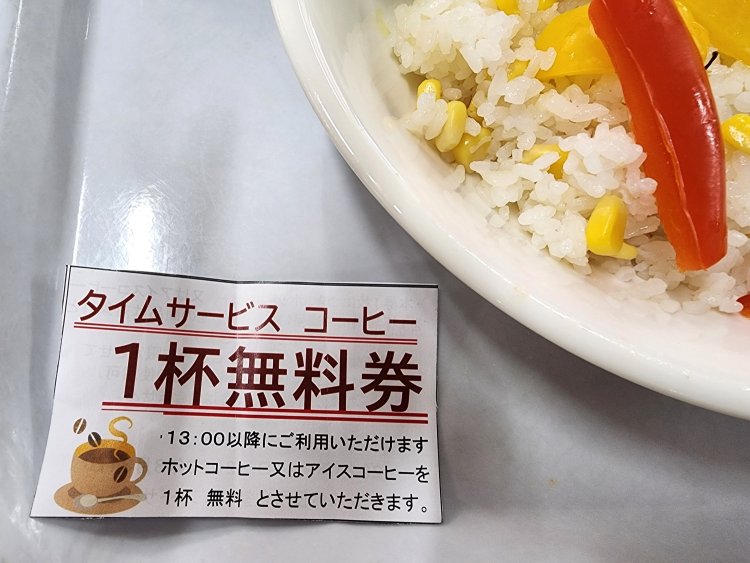 タイムサービス コーヒー
1杯無料券
13:00以降にご利用いただけます
ホットコーヒー又はアイスコーヒーを
1杯 無料 とさせていただきます。